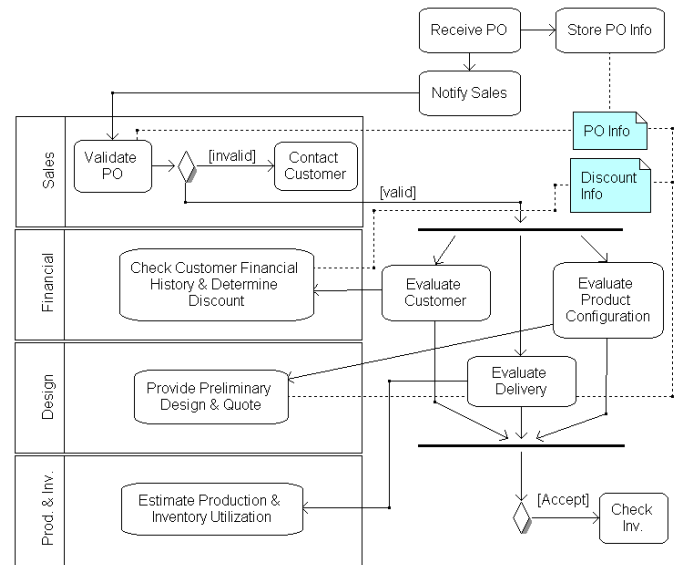 Receive PO
Store PO Info
Notify Sales
PO Info
Sales
Validate
PO
[invalid]
Contact
Customer
[valid]
Discount
Info
Financial
Check Customer Financial
History & Determine
Discount
Evaluate
Customer
Evaluate
Product
Configuration
Design
Provide Preliminary
Design & Quote
Evaluate
Delivery
Prod. & Inv.
Estimate Production &
Inventory Utilization
[Accept]
Check
Inv.